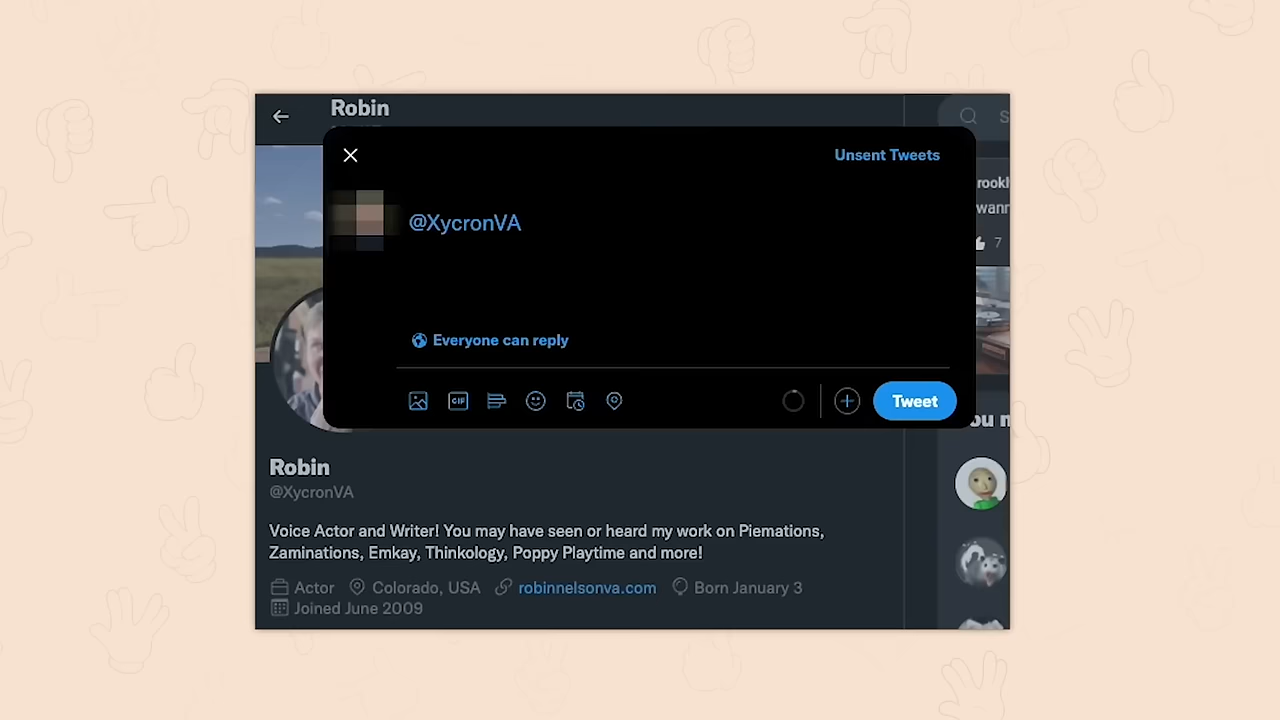 Robin
Unsent Tweets
@XycronVA
7
Everyone can reply
GIF
Tweet
Robin
@XycronVA
Voice Actor and Writer! You may have seen or heard my work on Piemations,
Zaminations, Emkay, Thinkology, Poppy Playtime and more!
Actor Colorado, USA robinnelsonva.com Born January 3
Joined June 2009